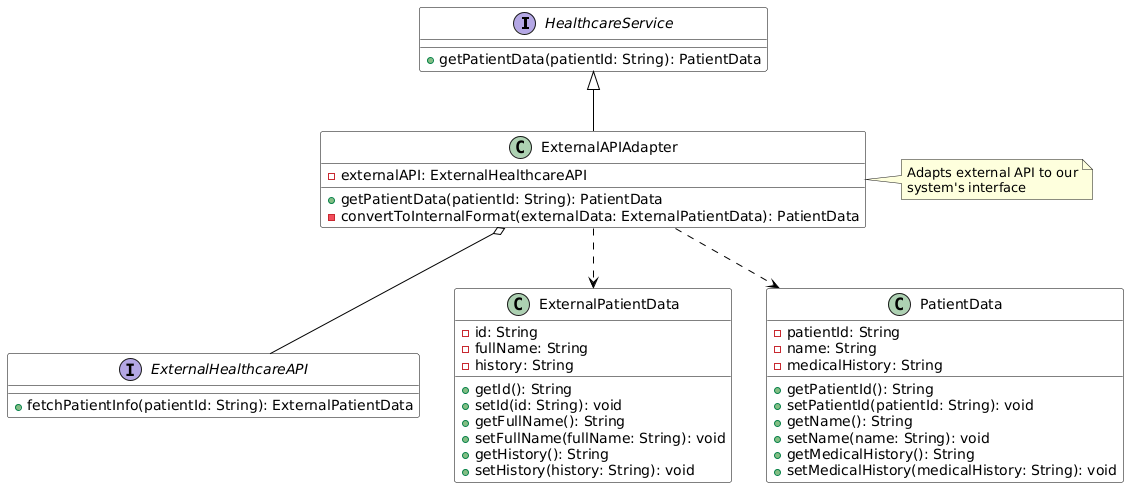 I HealthcareService
getPatientData(patientId: String): PatientData
C ExternalAPIAdapter
externalAPI: ExternalHealthcareAPI
getPatientData(patientId: String): PatientData
convertToInternalFormat(externalData: ExternalPatientData): PatientData
Adapts external API to our
system's interface
I ExternalHealthcareAPI
fetchPatientInfo(patientId: String): ExternalPatientData
C ExternalPatientData
id: String
fullName: String
history: String
getId(): String
setId(id: String): void
getFullName(): String
setFullName(fullName: String): void
getHistory(): String
setHistory(history: String): void
C PatientData
patientId: String
name: String
medicalHistory: String
getPatientId(): String
setPatientId(patientId: String): void
getName(): String
setName(name: String): void
getMedicalHistory(): String
setMedicalHistory(medicalHistory: String): void